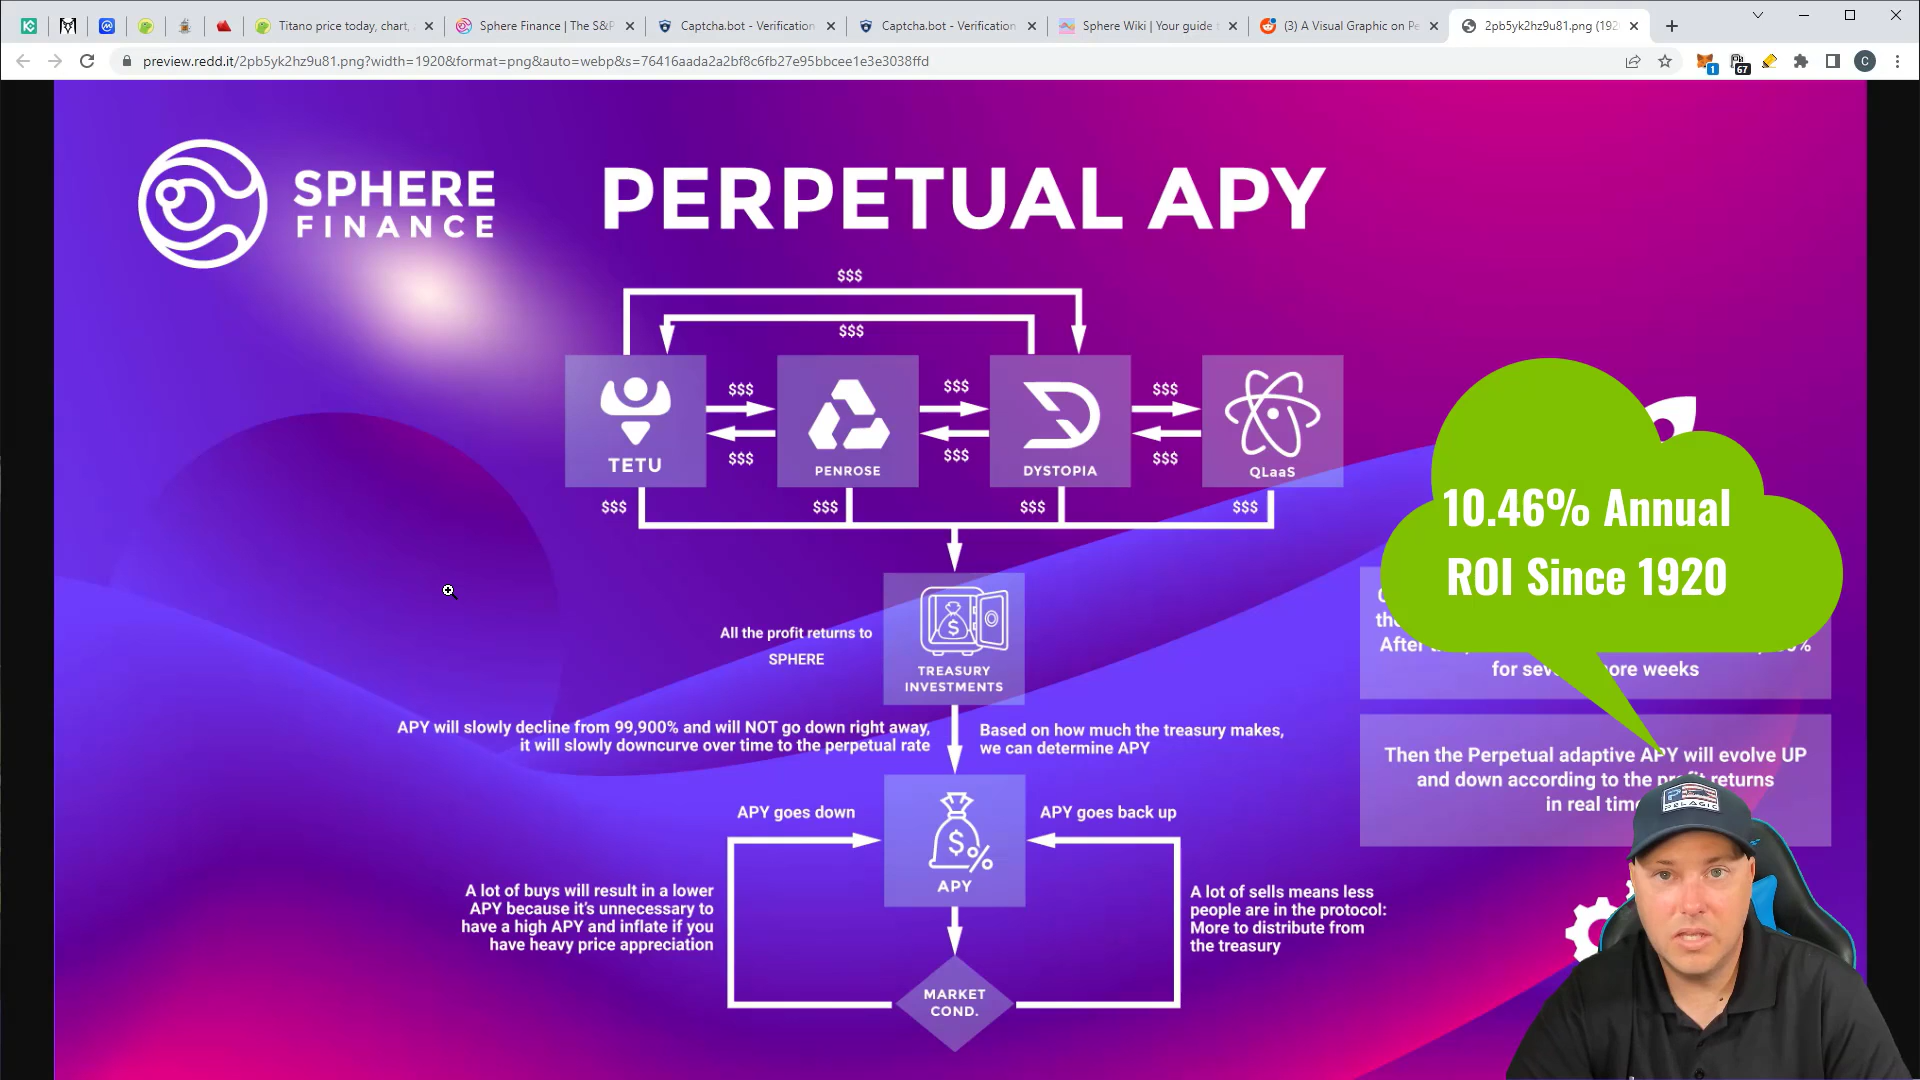 Titano price today, chart,
Sphere Finance | The S&P
Captcha.bot - Verification
Captcha.bot - Verification
Sphere Wiki | Your guide
(3) A Visual Graphic on Pe
2pb5yk2hz9u81.png (192
preview.redd.it/2pb5yk2hz9u81.png?width=1920&format=png&auto=webp&s=76416aada2a2bf8c6fb27e95bbcee1e3e3038ffd
1
67
C
SPHERE
FINANCE
PERPETUAL APY
$$$
$$$
$$$
$$$
$$$
TETU
PENROSE
DYSTOPIA
QLaaS
$$$
$$$
$$$
$$$
$$$
$$$
$$$
10.46% Annual
ROI Since 1920
After
for more weeks
All the profit returns to
SPHERE
$
TREASURY
INVESTMENTS
APY will slowly decline from 99,900% and will NOT go down right away,
it will slowly downcurve over time to the perpetual rate
Based on how much the treasury makes,
we can determine APY
Then the Perpetual adaptive APY will evolve UP
and down according to the profit returns
in real time
APY goes down
APY goes back up
$%
APY
A lot of buys will result in a lower
APY because it's unnecessary to
have a high APY and inflate if you
have heavy price appreciation
A lot of sells means less
people are in the protocol:
More to distribute from
the treasury
MARKET
COND.
PELAGIC